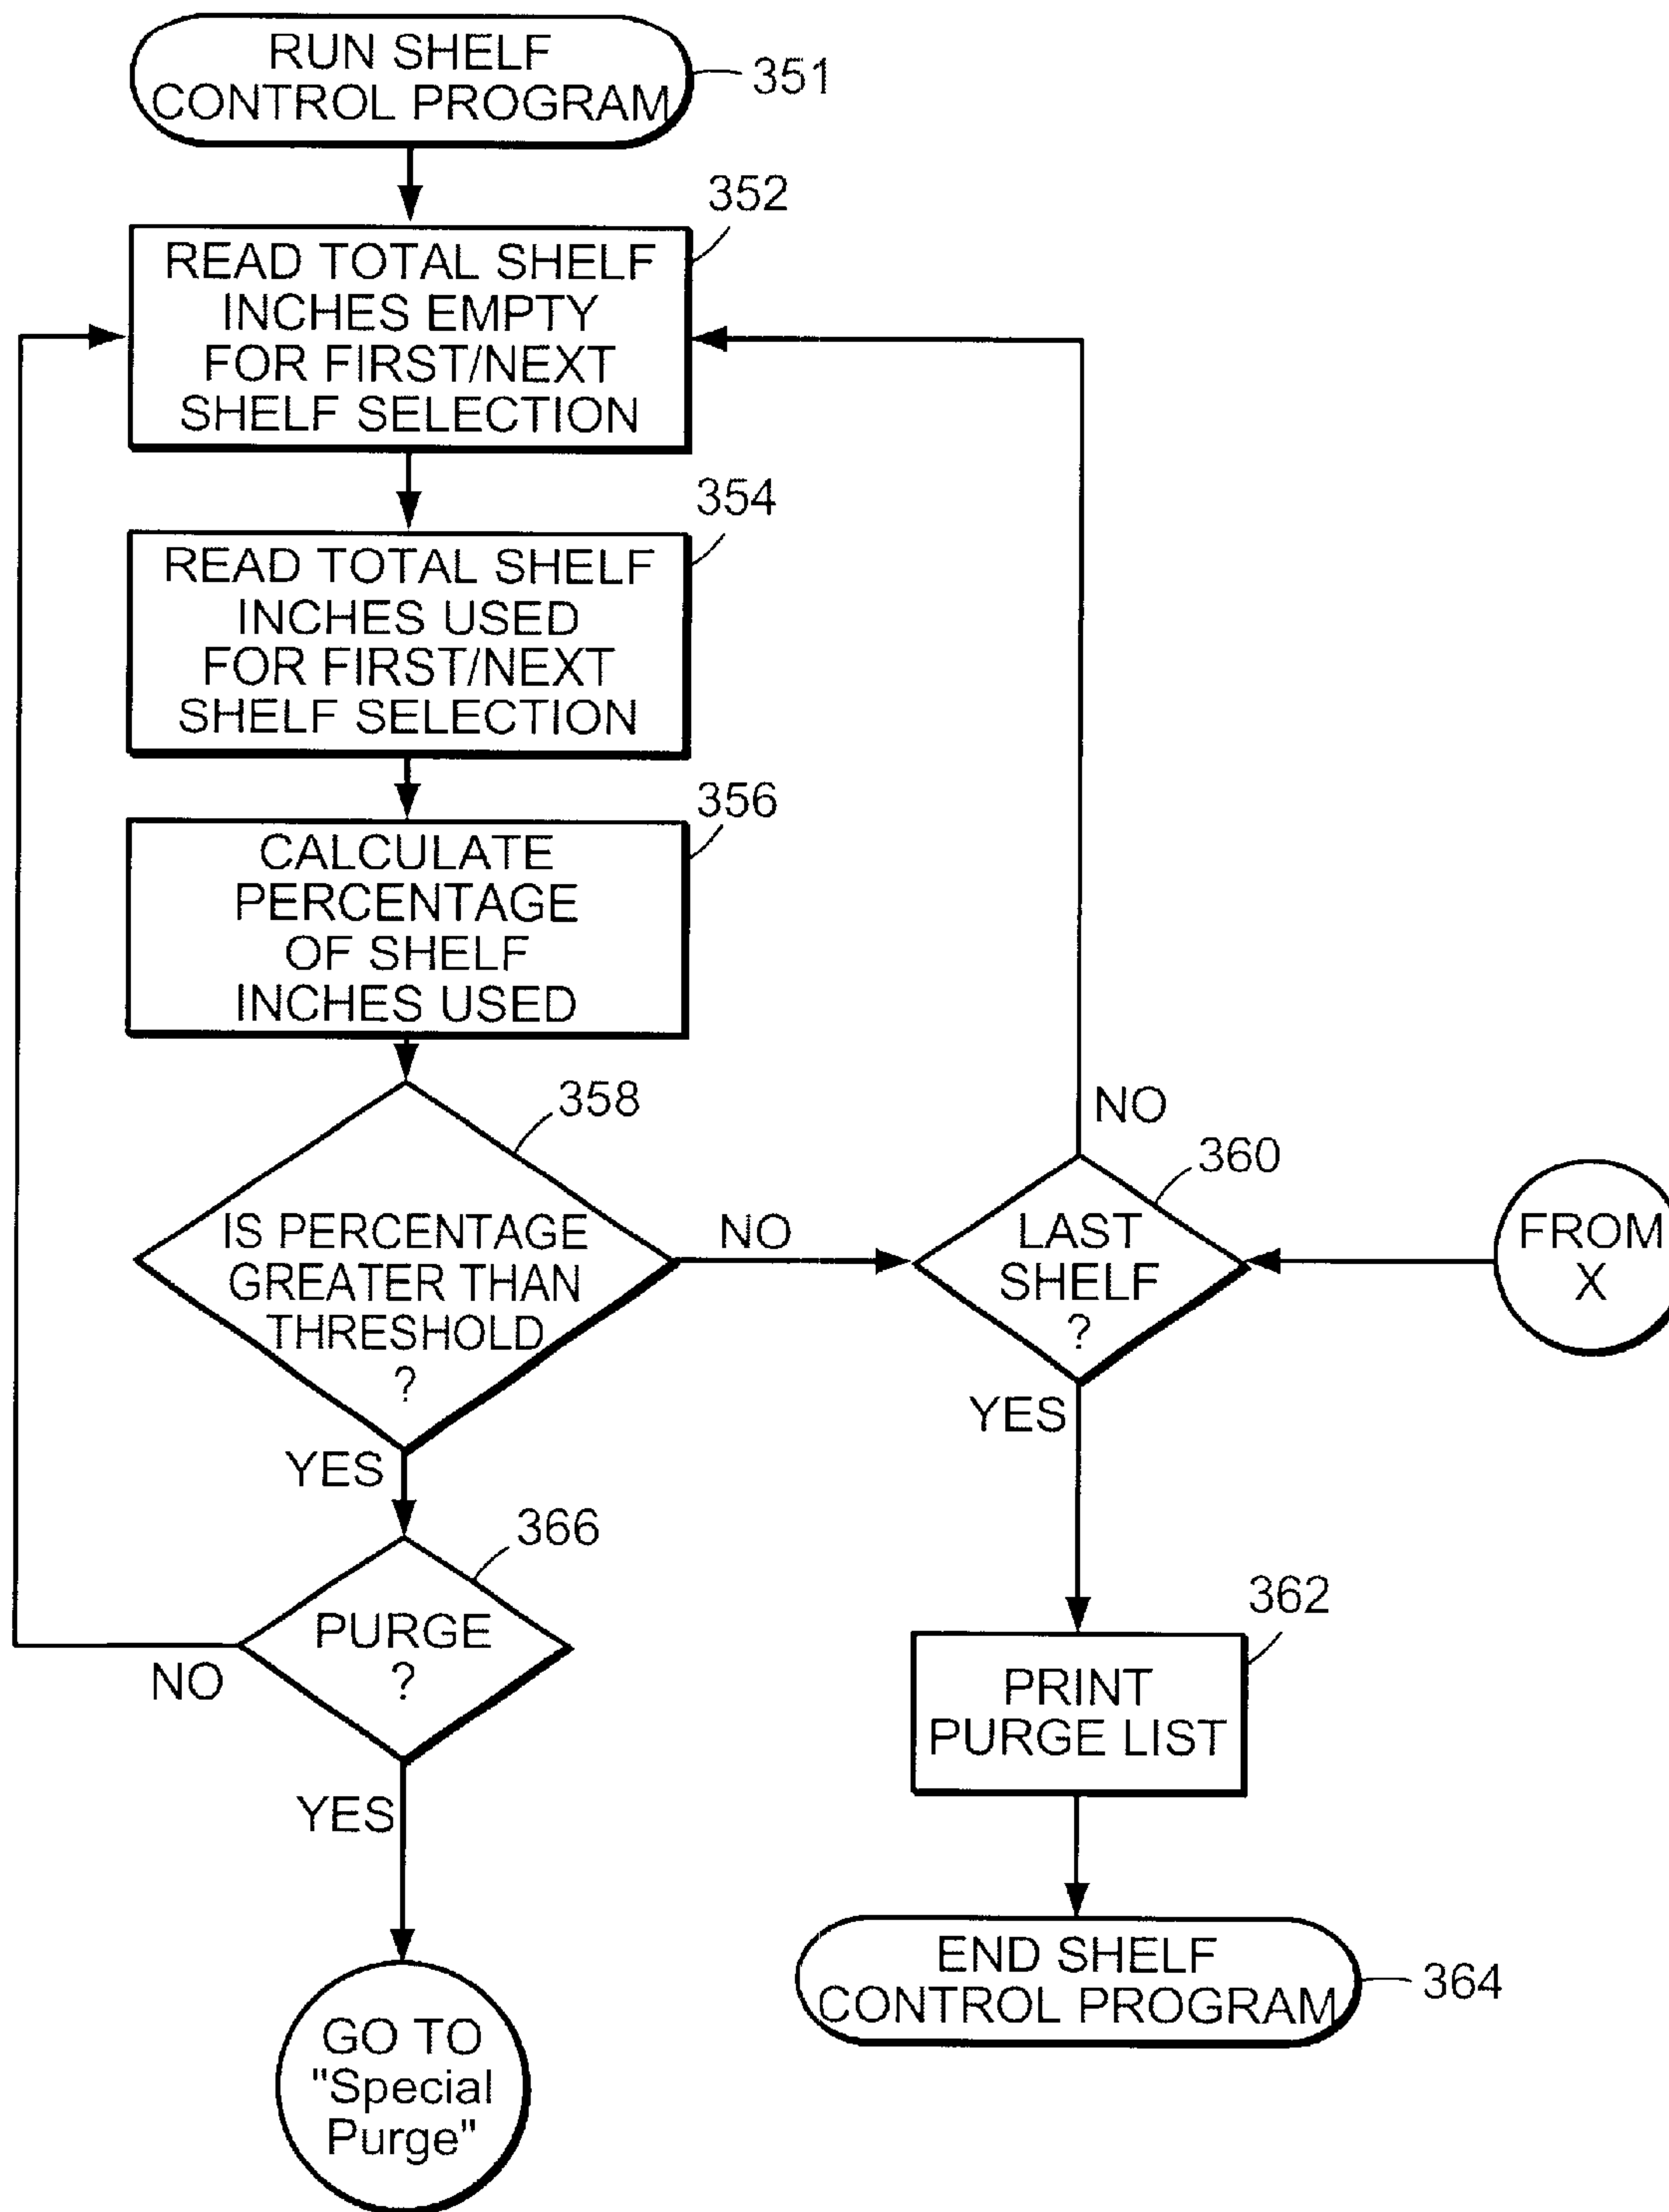 RUN SHELF
CONTROL PROGRAM
351
352
READ TOTAL SHELF
INCHES EMPTY
FOR FIRST/NEXT
SHELF SELECTION
354
READ TOTAL SHELF
INCHES USED
FOR FIRST/NEXT
SHELF SELECTION
356
CALCULATE
PERCENTAGE
OF SHELF
INCHES USED
358
IS PERCENTAGE
GREATER THAN
THRESHOLD
?
NO
YES
NO
360
LAST
SHELF
?
YES
FROM
X
366
PURGE
?
NO
YES
362
PRINT
PURGE LIST
END SHELF
CONTROL PROGRAM
364
GO TO
"Special
Purge"